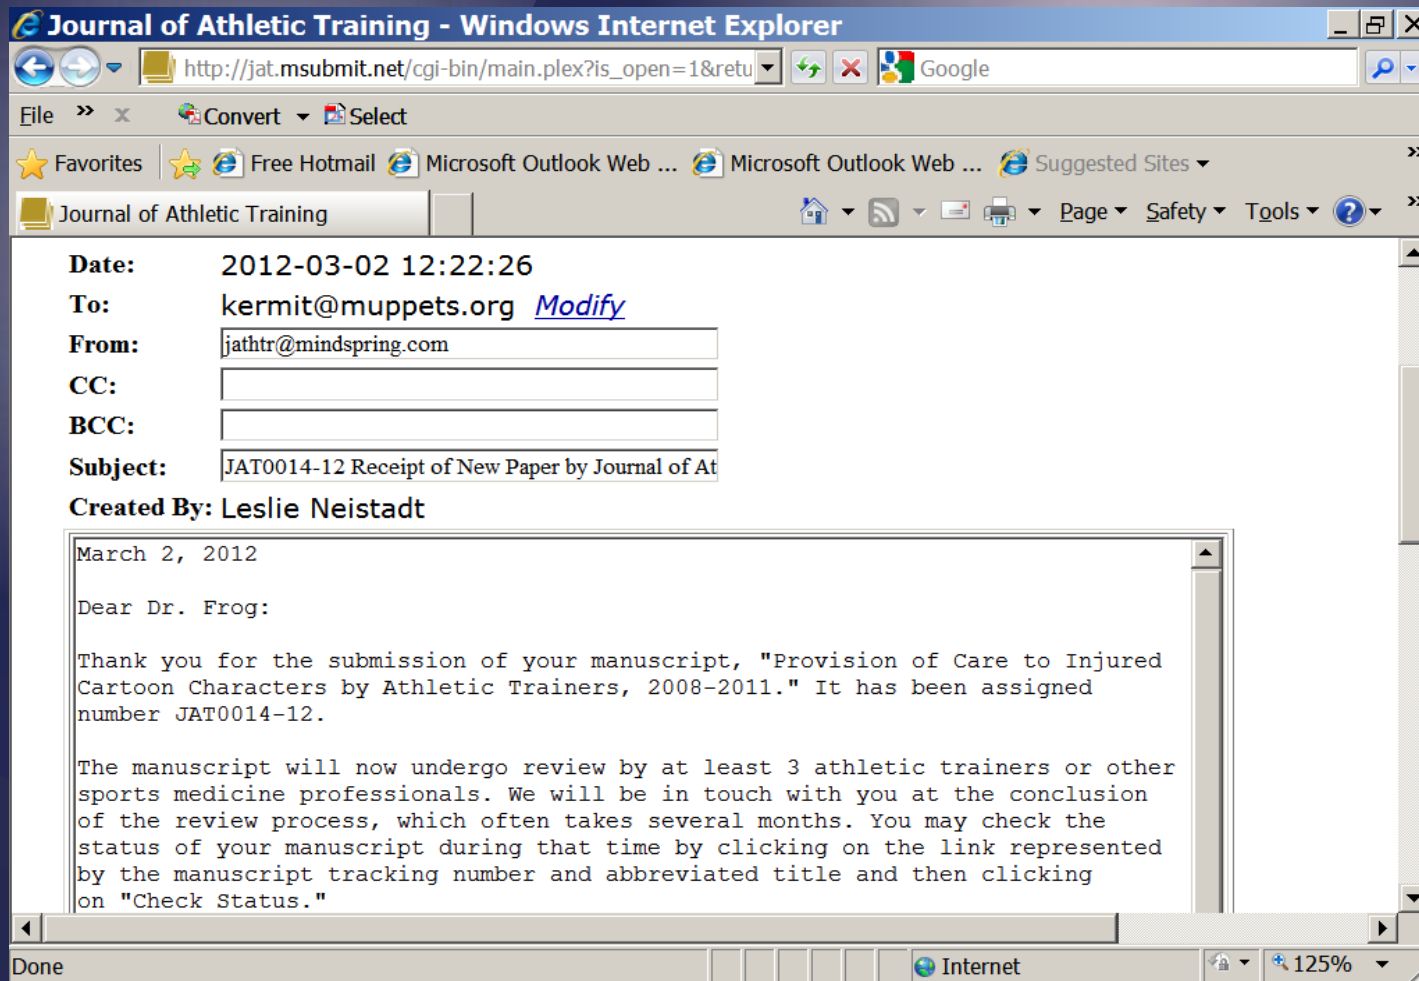 Journal of Athletic Training - Windows Internet Explorer
http://jat.msubmit.net/cgi-bin/main.plex?is_open=1&retu
Google
File » x Convert Select
Favorites Free Hotmail Microsoft Outlook Web ... Microsoft Outlook Web ... Suggested Sites »
Journal of Athletic Training Page Safety Tools »
Date: 2012-03-02 12:22:26
To: kermit@muppets.org Modify
From: jathtr@mindspring.com
CC:
BCC:
Subject: JAT0014-12 Receipt of New Paper by Journal of At
Created By: Leslie Neistadt
March 2, 2012
Dear Dr. Frog:
Thank you for the submission of your manuscript, "Provision of Care to Injured
Cartoon Characters by Athletic Trainers, 2008-2011." It has been assigned
number JAT0014-12.
The manuscript will now undergo review by at least 3 athletic trainers or other
sports medicine professionals. We will be in touch with you at the conclusion
of the review process, which often takes several months. You may check the
status of your manuscript during that time by clicking on the link represented
by the manuscript tracking number and abbreviated title and then clicking
on "Check Status."
Done Internet 125%